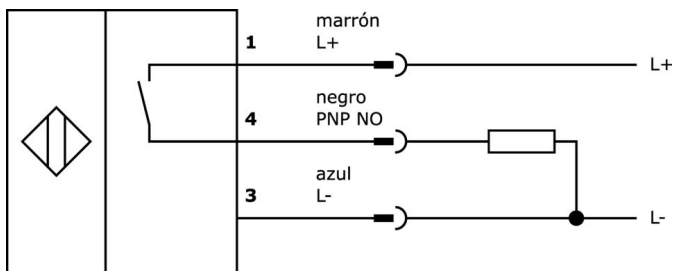 marrón
1 L+
L+
negro
4 PNP NO
azul
3 L-
L-